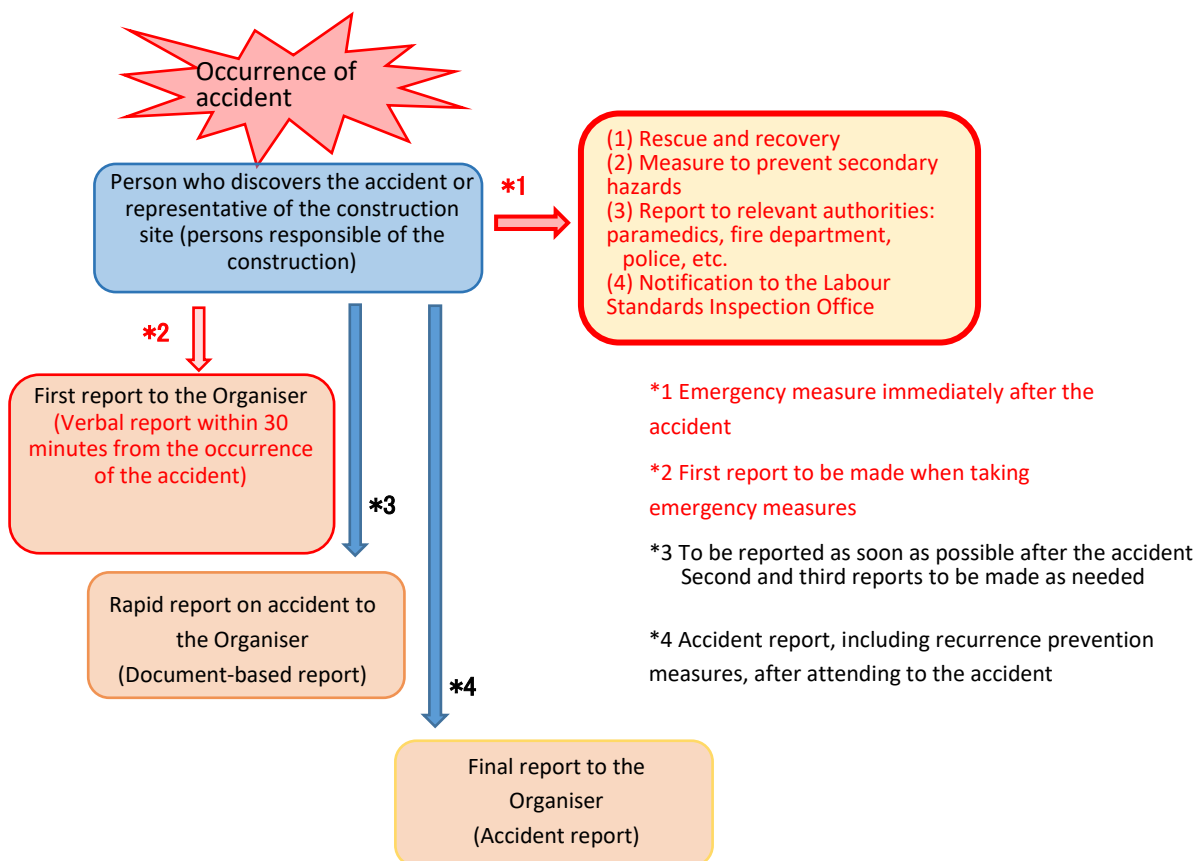 Occurrence of
accident
Person who discovers the accident or
representative of the construction
site (persons responsible of the
construction)
*1
(1) Rescue and recovery
(2) Measure to prevent secondary
hazards
(3) Report to relevant authorities:
paramedics, fire department,
police, etc.
(4) Notification to the Labour
Standards Inspection Office
*2
First report to the Organiser
(Verbal report within 30
minutes from the occurrence
of the accident)
*3
Rapid report on accident to
the Organiser
(Document-based report)
*4
Final report to the
Organiser
(Accident report)
*1 Emergency measure immediately after the
accident
*2 First report to be made when taking
emergency measures
*3 To be reported as soon as possible after the accident
Second and third reports to be made as needed
*4 Accident report, including recurrence prevention
measures, after attending to the accident